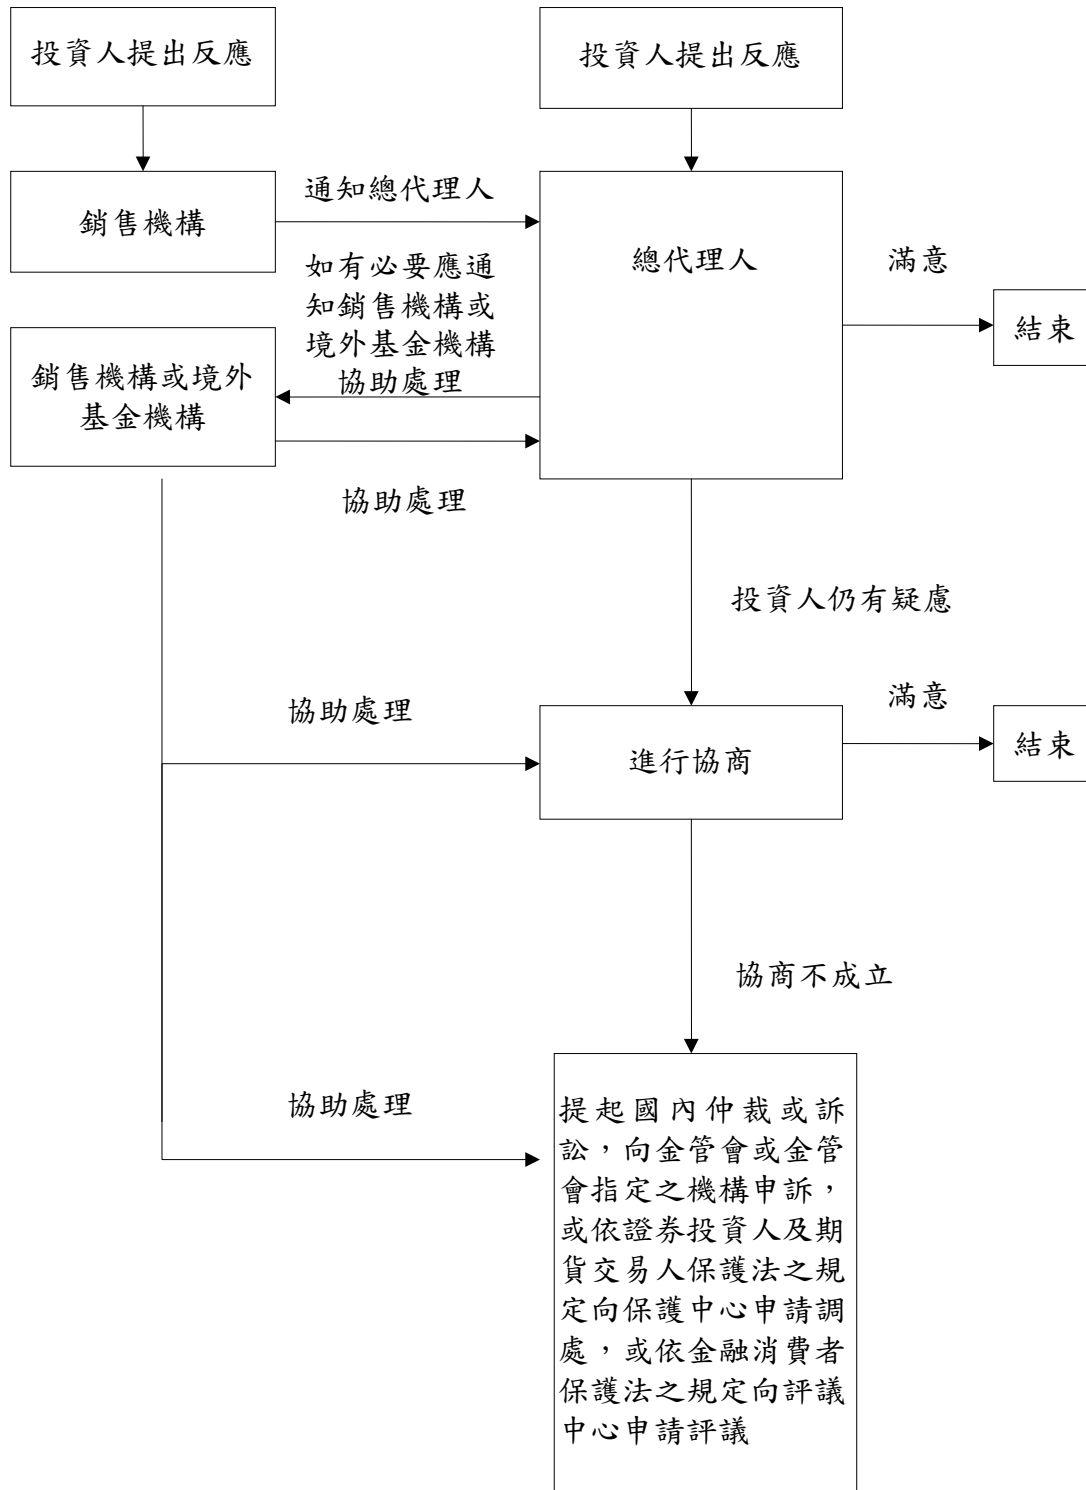 投資人提出反應
投資人提出反應
銷售機構
通知總代理人
總代理人
滿意
結束
如有必要應通
知銷售機構或
境外基金機構
協助處理
銷售機構或境外
基金機構
協助處理
投資人仍有疑慮
協助處理
進行協商
滿意
結束
協商不成立
協助處理
提起國內仲裁或訴
訟，向金管會或金管
會指定之機構申訴，
或依證券投資人及期
貨交易人保護法之規
定向保護中心申請調
處，或依金融消費者
保護法之規定向評議
中心申請評議